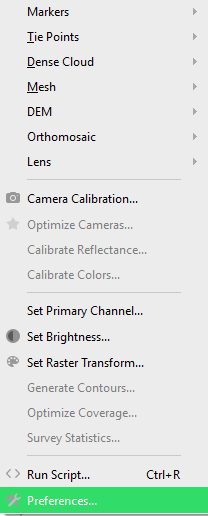 Markers
Tie Points
Dense Cloud
Mesh
DEM
Orthomosaic
Lens
Camera Calibration...
Optimize Cameras...
Calibrate Reflectance...
Calibrate Colors...
Set Primary Channel...
Set Brightness...
Set Raster Transform...
Generate Contours...
Optimize Coverage...
Survey Statistics...
Run Script... Ctrl+R
Preferences...